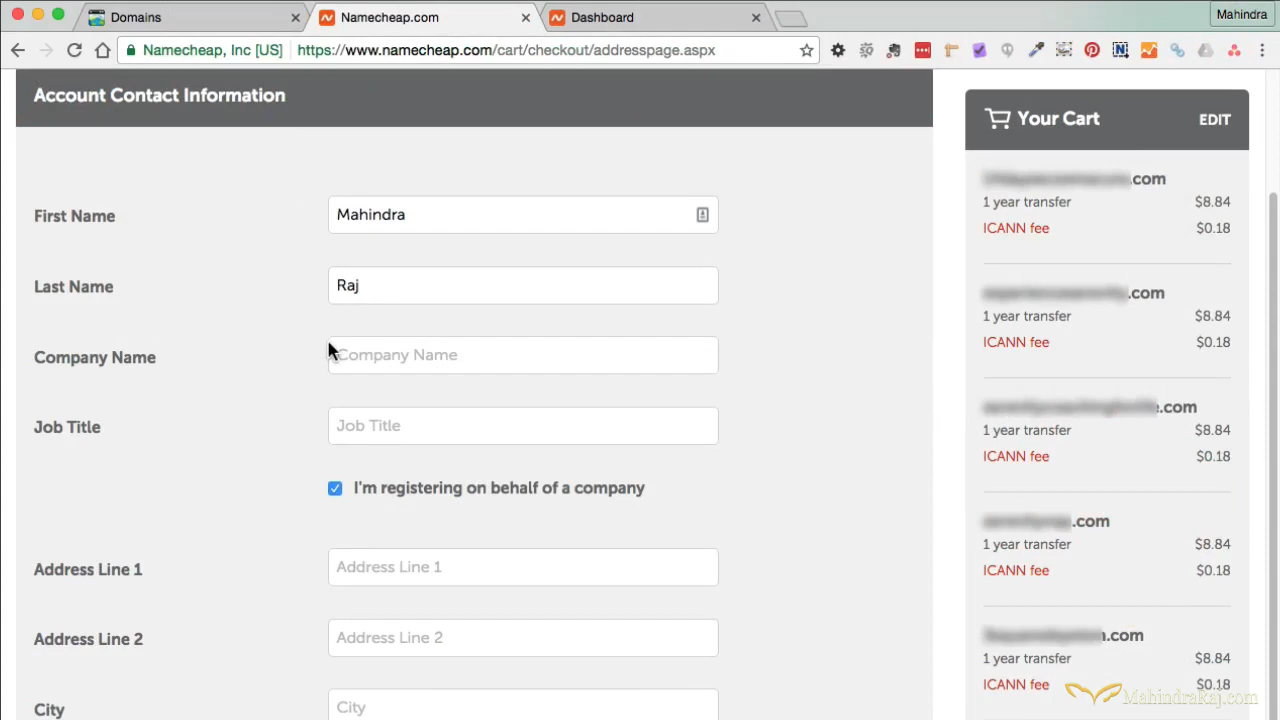 Domains
Namecheap.com
Dashboard
Mahindra
Namecheap, Inc [US] https://www.namecheap.com/cart/checkout/addresspage.aspx
Account Contact Information
First Name
Mahindra
Last Name
Raj
Company Name
Company Name
Job Title
Job Title
I'm registering on behalf of a company
Address Line 1
Address Line 1
Address Line 2
Address Line 2
City
City
Your Cart EDIT
.com
1 year transfer $8.84
ICANN fee $0.18
.com
1 year transfer $8.84
ICANN fee $0.18
.com
1 year transfer $8.84
ICANN fee $0.18
.com
1 year transfer $8.84
ICANN fee $0.18
.com
1 year transfer $8.84
ICANN fee $0.18
MahindraRaj.com